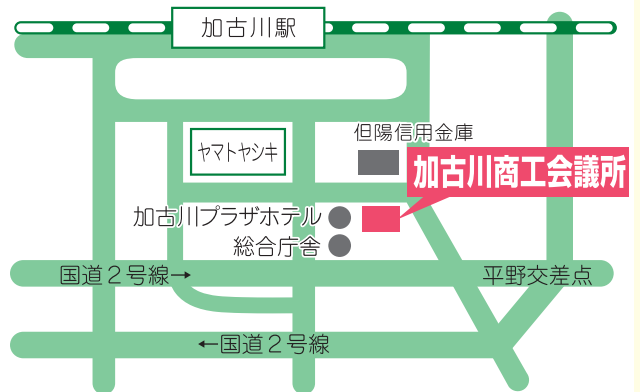 加古川駅
但陽信用金庫
ヤマトヤシキ
加古川商工会議所
加古川プラザホテル
総合庁舎
国道2号線→
平野交差点
←国道2号線